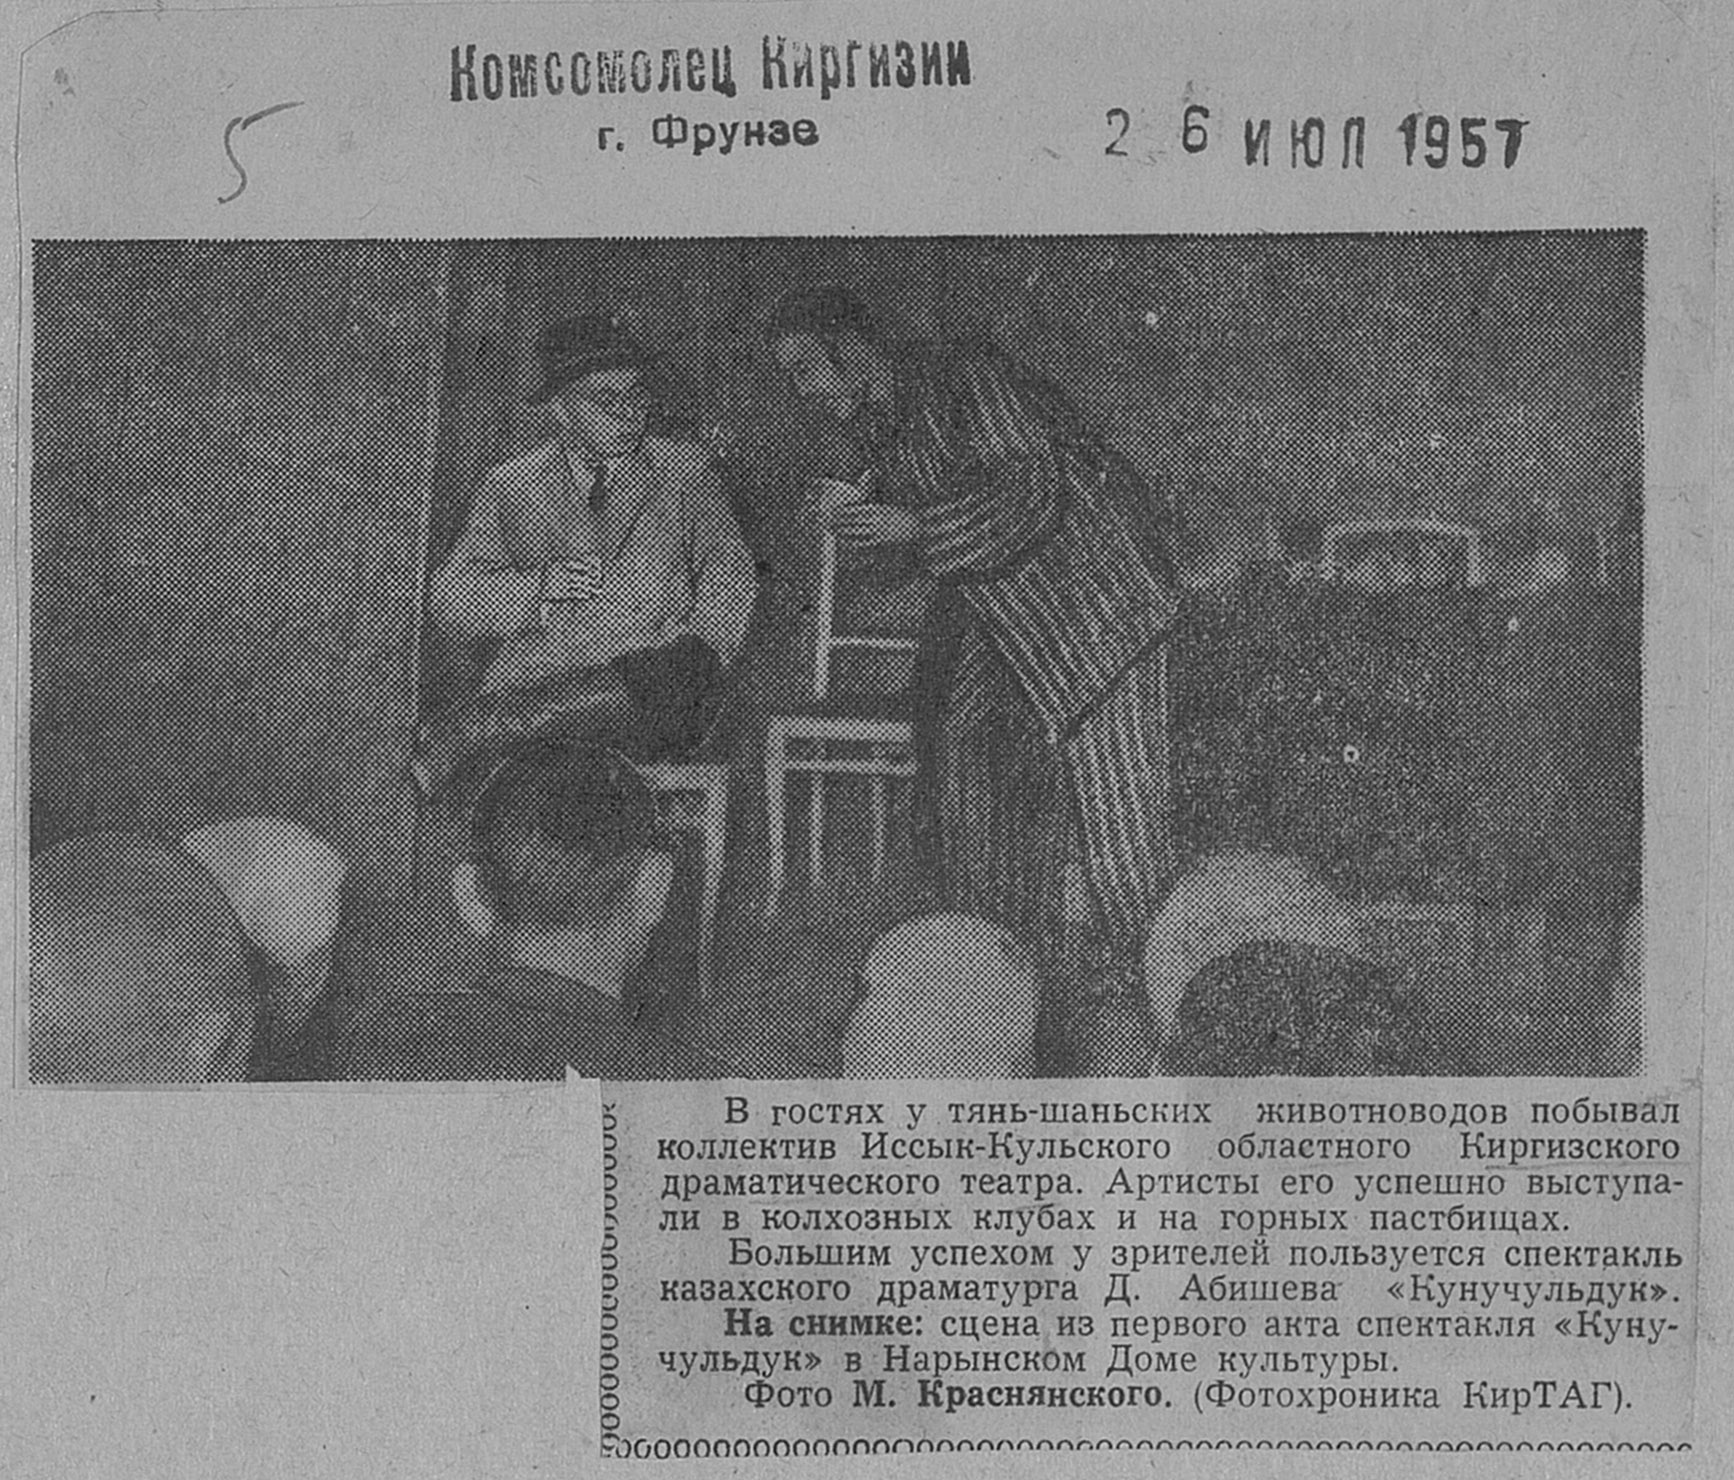 Комсомолец Киргизии
г. Фрунзе
26 ИЮЛ 1957
5
В гостях у тянь-шаньских животноводов побывал
коллектив Иссык-Кульского областного Киргизского
драматического театра. Артисты его успешно выступа-
ли в колхозных клубах и на горных пастбищах.
Большим успехом у зрителей пользуется спектакль
казахского драматурга Д. Абишева «Кунучульдук».
На снимке: сцена из первого акта спектакля «Куну-
чульдук» в Нарынском Доме культуры.
Фото М. Краснянского. (Фотохроника КирТАГ).